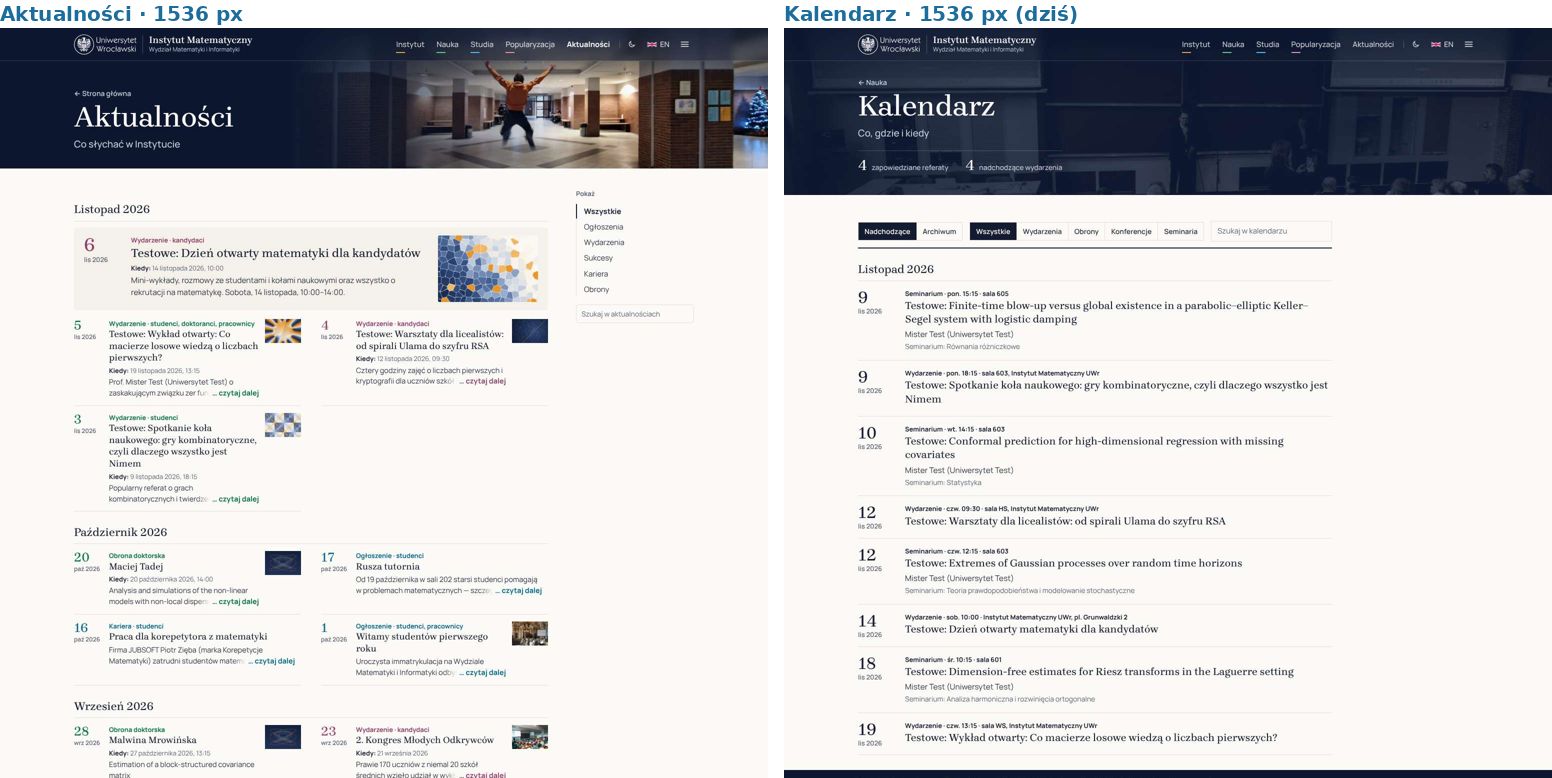 Aktualności · 1536 px
Uniwersytet
Wrocławski
Instytut Matematyczny
Wydział Matematyki i Informatyki
Instytut
Nauka
Studia
Popularyzacja
Aktualności
EN
← Strona główna
Aktualności
Co słychać w Instytucie
Listopad 2026
6
lis 2026
Wydarzenie · kandydaci
Testowe: Dzień otwarty matematyki dla kandydatów
Kiedy: 14 listopada 2026, 10:00
Mini-wykłady, rozmowy ze studentami i kołami naukowymi oraz wszystko o
rekrutacji na matematykę. Sobota, 14 listopada, 10:00–14:00.
5
lis 2026
Wydarzenie · studenci, doktoranci, pracownicy
Testowe: Wykład otwarty: Co
macierze losowe wiedzą o liczbach
pierwszych?
Kiedy: 19 listopada 2026, 13:15
Prof. Mister Test (Uniwersytet Test) o
zaskakującym związku zer … czytaj dalej
4
lis 2026
Wydarzenie · kandydaci
Testowe: Warsztaty dla licealistów:
od spirali Ulama do szyfru RSA
Kiedy: 12 listopada 2026, 09:30
Cztery godziny zajęć o liczbach pierwszych i
kryptografii dla uczniów … czytaj dalej
3
lis 2026
Wydarzenie · studenci
Testowe: Spotkanie koła
naukowego: gry kombinatoryczne,
czyli dlaczego wszystko jest
Nimem
Kiedy: 9 listopada 2026, 18:15
Popularny referat o grach
kombinatorycznych i … czytaj dalej
Październik 2026
20
paź 2026
Obrona doktorska
Maciej Tadej
Kiedy: 20 października 2026, 14:00
Analysis and simulations of the non-linear
models with non-local … czytaj dalej
17
paź 2026
Ogłoszenie · studenci
Rusza tutornia
Od 19 października w sali 202 starsi studenci pomagają
w problemach matematycznych — … czytaj dalej
16
paź 2026
Kariera · studenci
Praca dla korepetytora z matematyki
Firma JUBSOFT Piotr Zięba (marka Korepetycje
Matematyki) zatrudni studentów … czytaj dalej
1
paź 2026
Ogłoszenie · studenci, pracownicy
Witamy studentów pierwszego
roku
Uroczysta immatrykulacja na Wydziale
Matematyki i Informatyki … czytaj dalej
Wrzesień 2026
28
wrz 2026
Obrona doktorska
Malwina Mrowińska
Kiedy: 27 października 2026, 13:15
Estimation of a block-structured covariance
matrix
23
wrz 2026
Wydarzenie · kandydaci
2. Kongres Młodych Odkrywców
Kiedy: 21 września 2026
Prawie 170 uczniów z niemal 20 szkół
średnich wzięło udział w … czytaj dalej
Pokaż
Wszystkie
Ogłoszenia
Wydarzenia
Sukcesy
Kariera
Obrony
Szukaj w aktualnościach
Kalendarz · 1536 px (dziś)
Uniwersytet
Wrocławski
Instytut Matematyczny
Wydział Matematyki i Informatyki
Instytut
Nauka
Studia
Popularyzacja
Aktualności
EN
← Nauka
Kalendarz
Co, gdzie i kiedy
4 zapowiedziane referaty
4 nadchodzące wydarzenia
Nadchodzące
Archiwum
Wszystkie
Wydarzenia
Obrony
Konferencje
Seminaria
Szukaj w kalendarzu
Listopad 2026
9
lis 2026
Seminarium · pon. 15:15 · sala 605
Testowe: Finite-time blow-up versus global existence in a parabolic–elliptic Keller–
Segel system with logistic damping
Mister Test (Uniwersytet Test)
Seminarium: Równania różniczkowe
9
lis 2026
Wydarzenie · pon. 18:15 · sala 603, Instytut Matematyczny UWr
Testowe: Spotkanie koła naukowego: gry kombinatoryczne, czyli dlaczego wszystko jest
Nimem
10
lis 2026
Seminarium · wt. 14:15 · sala 603
Testowe: Conformal prediction for high-dimensional regression with missing
covariates
Mister Test (Uniwersytet Test)
Seminarium: Statystyka
12
lis 2026
Wydarzenie · czw. 09:30 · sala HS, Instytut Matematyczny UWr
Testowe: Warsztaty dla licealistów: od spirali Ulama do szyfru RSA
12
lis 2026
Seminarium · czw. 12:15 · sala 603
Testowe: Extremes of Gaussian processes over random time horizons
Mister Test (Uniwersytet Test)
Seminarium: Teoria prawdopodobieństwa i modelowanie stochastyczne
14
lis 2026
Wydarzenie · sob. 10:00 · Instytut Matematyczny UWr, pl. Grunwaldzki 2
Testowe: Dzień otwarty matematyki dla kandydatów
18
lis 2026
Seminarium · śr. 10:15 · sala 601
Testowe: Dimension-free estimates for Riesz transforms in the Laguerre setting
Mister Test (Uniwersytet Test)
Seminarium: Analiza harmoniczna i rozwinięcia ortogonalne
19
lis 2026
Wydarzenie · czw. 13:15 · sala WS, Instytut Matematyczny UWr
Testowe: Wykład otwarty: Co macierze losowe wiedzą o liczbach pierwszych?